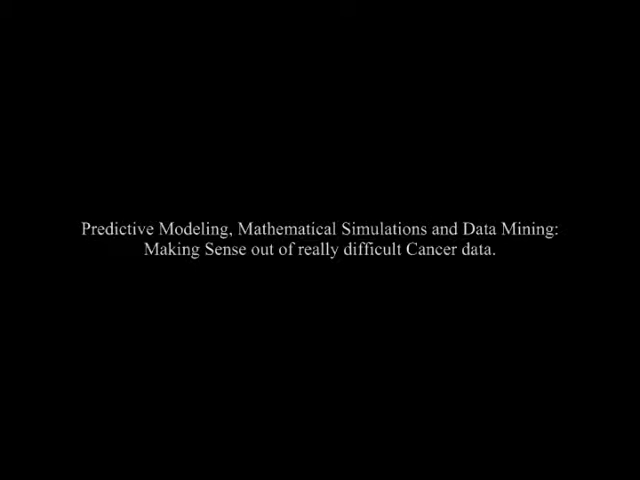 Predictive Modeling, Mathematical Simulations and Data Mining:
Making Sense out of really difficult Cancer data.